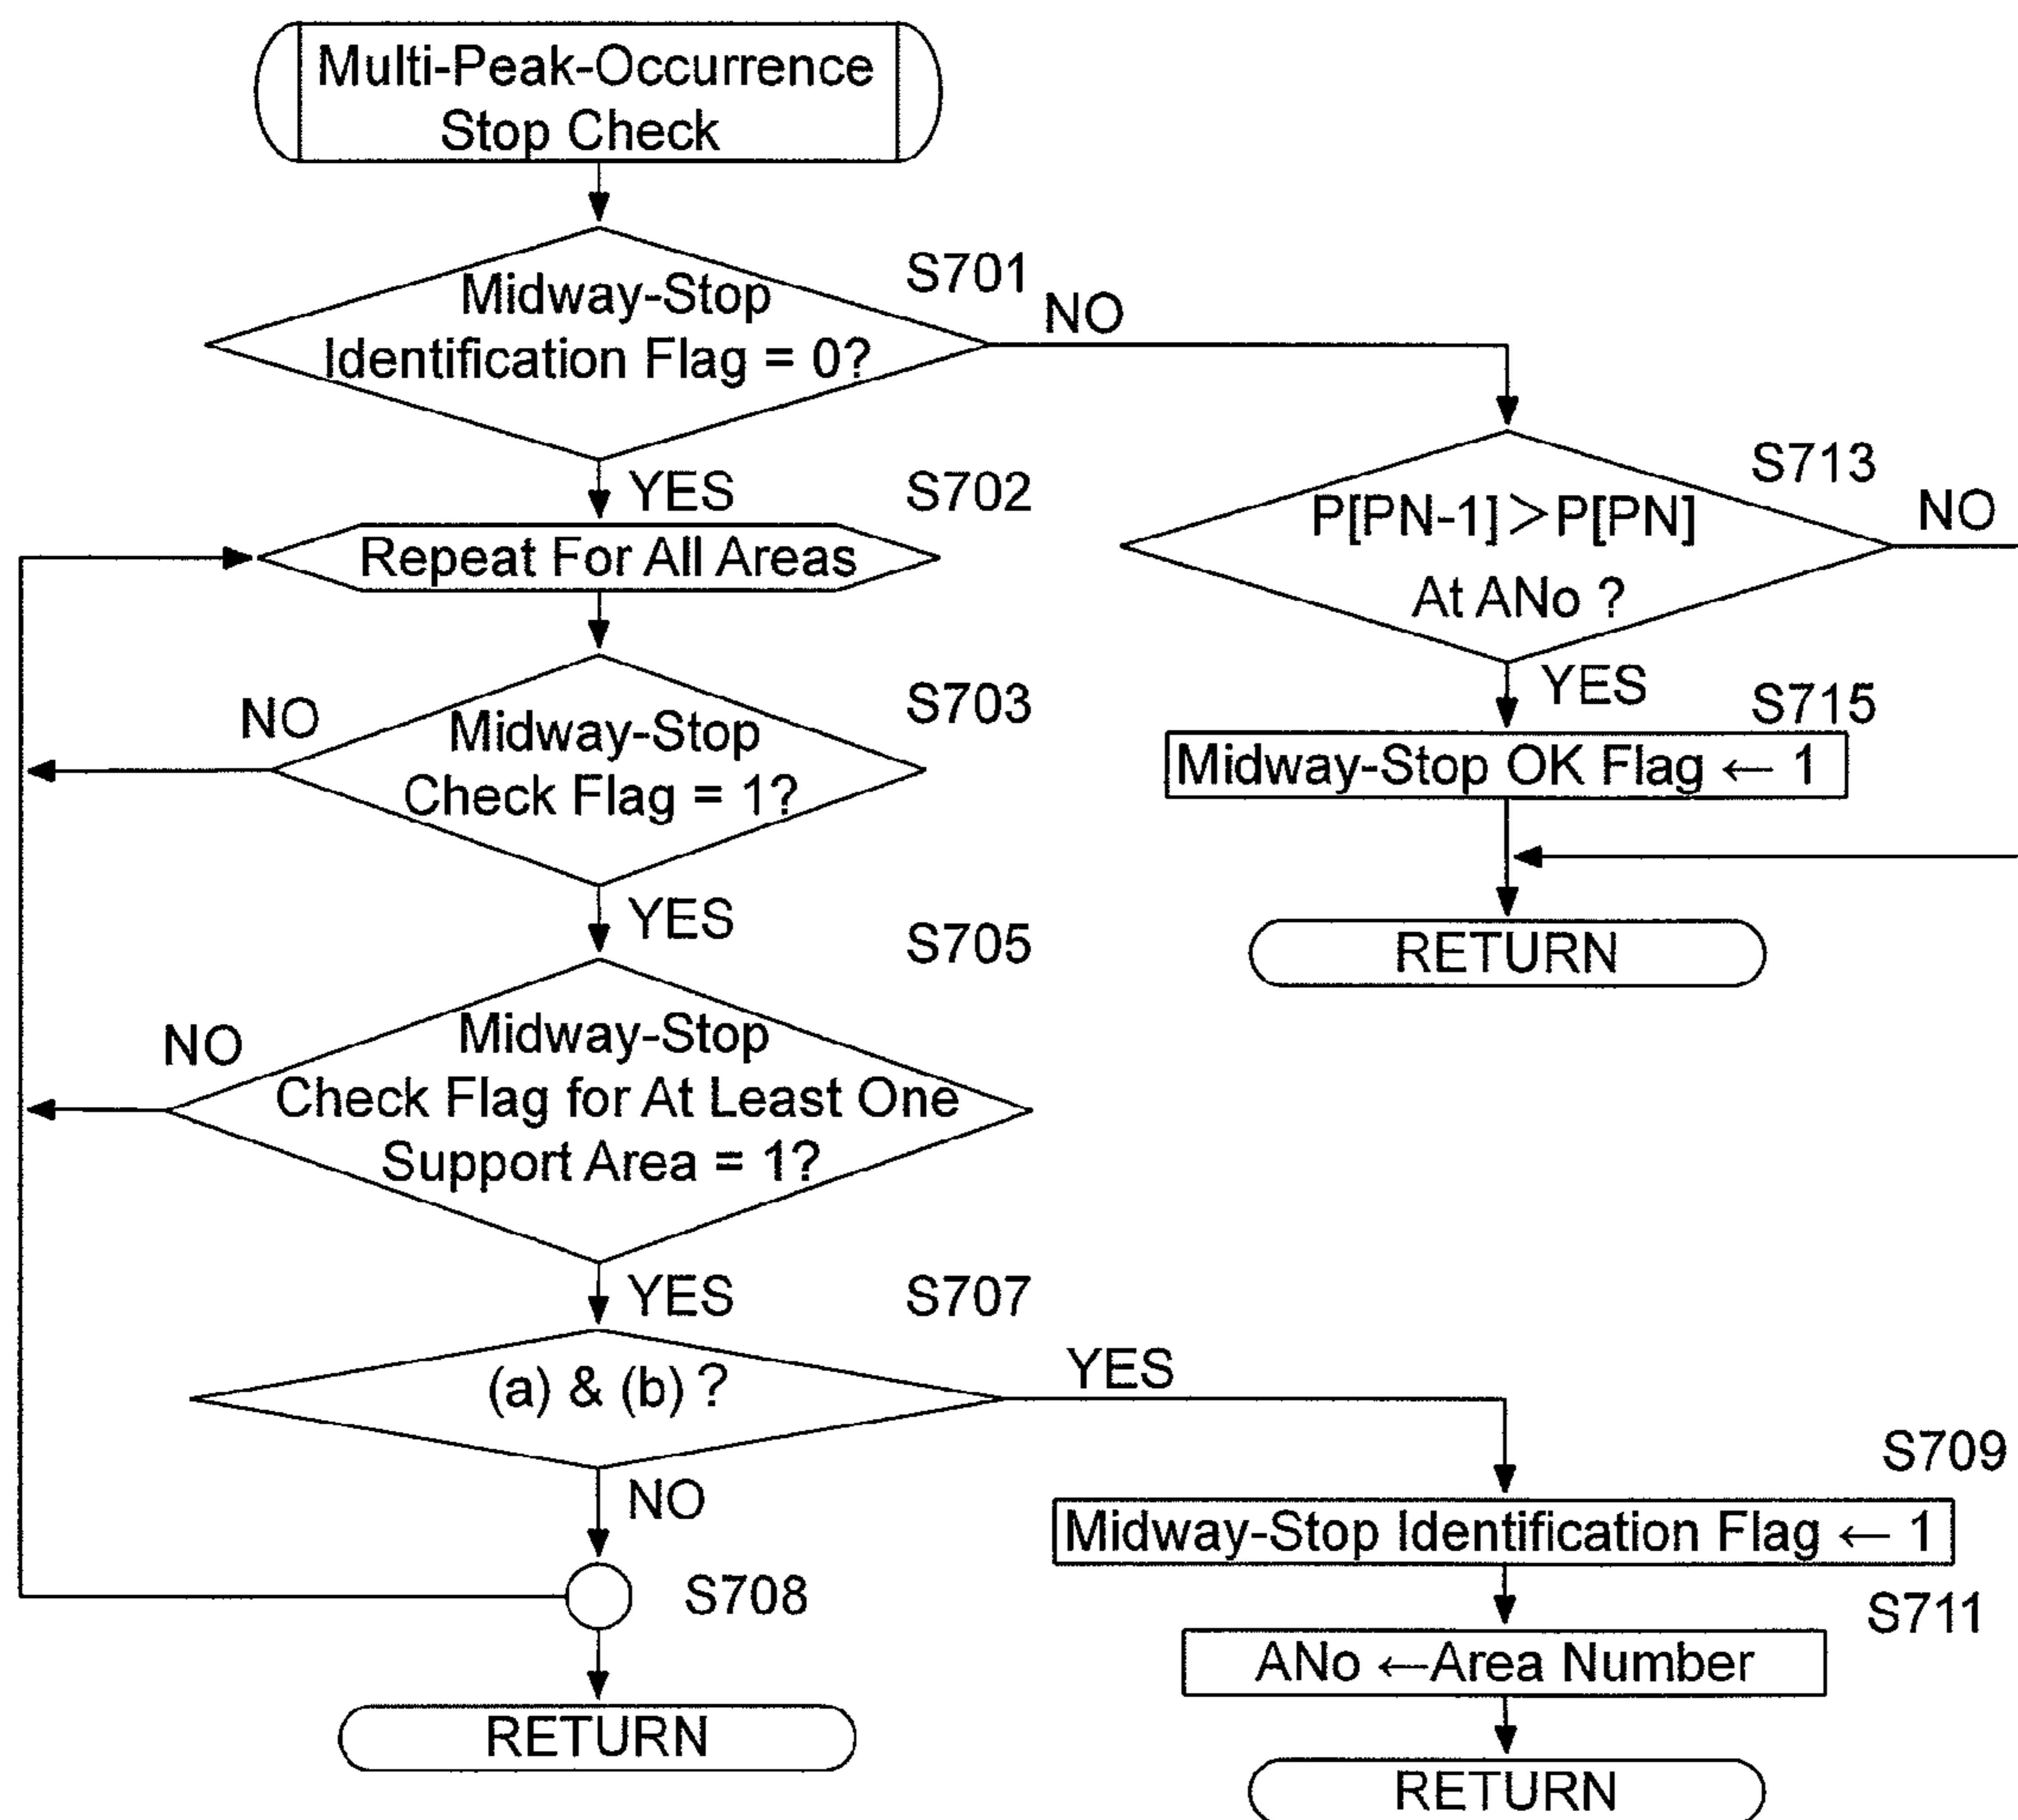 Multi-Peak-Occurrence
Stop Check
S701
Midway-Stop
Identification Flag = 0?
NO
YES
S702
Repeat For All Areas
S713
P[PN-1]>P[PN]
At ANo ?
NO
YES
S715
Midway-Stop OK Flag ← 1
RETURN
S703
NO
Midway-Stop
Check Flag = 1?
YES
S705
NO
Midway-Stop
Check Flag for At Least One
Support Area = 1?
YES
S707
(a) & (b) ?
YES
NO
S708
RETURN
S709
Midway-Stop Identification Flag ← 1
S711
ANo ←Area Number
RETURN